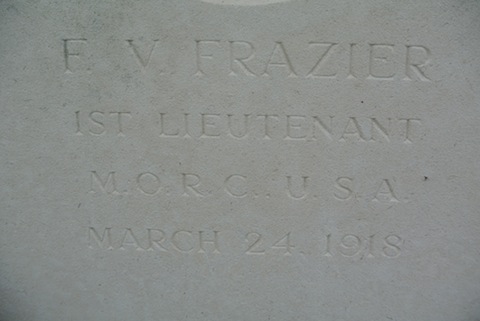 F. V. FRAZIER
1ST LIEUTENANT
M.O.R.C. U.S.A.
MARCH 24. 1918